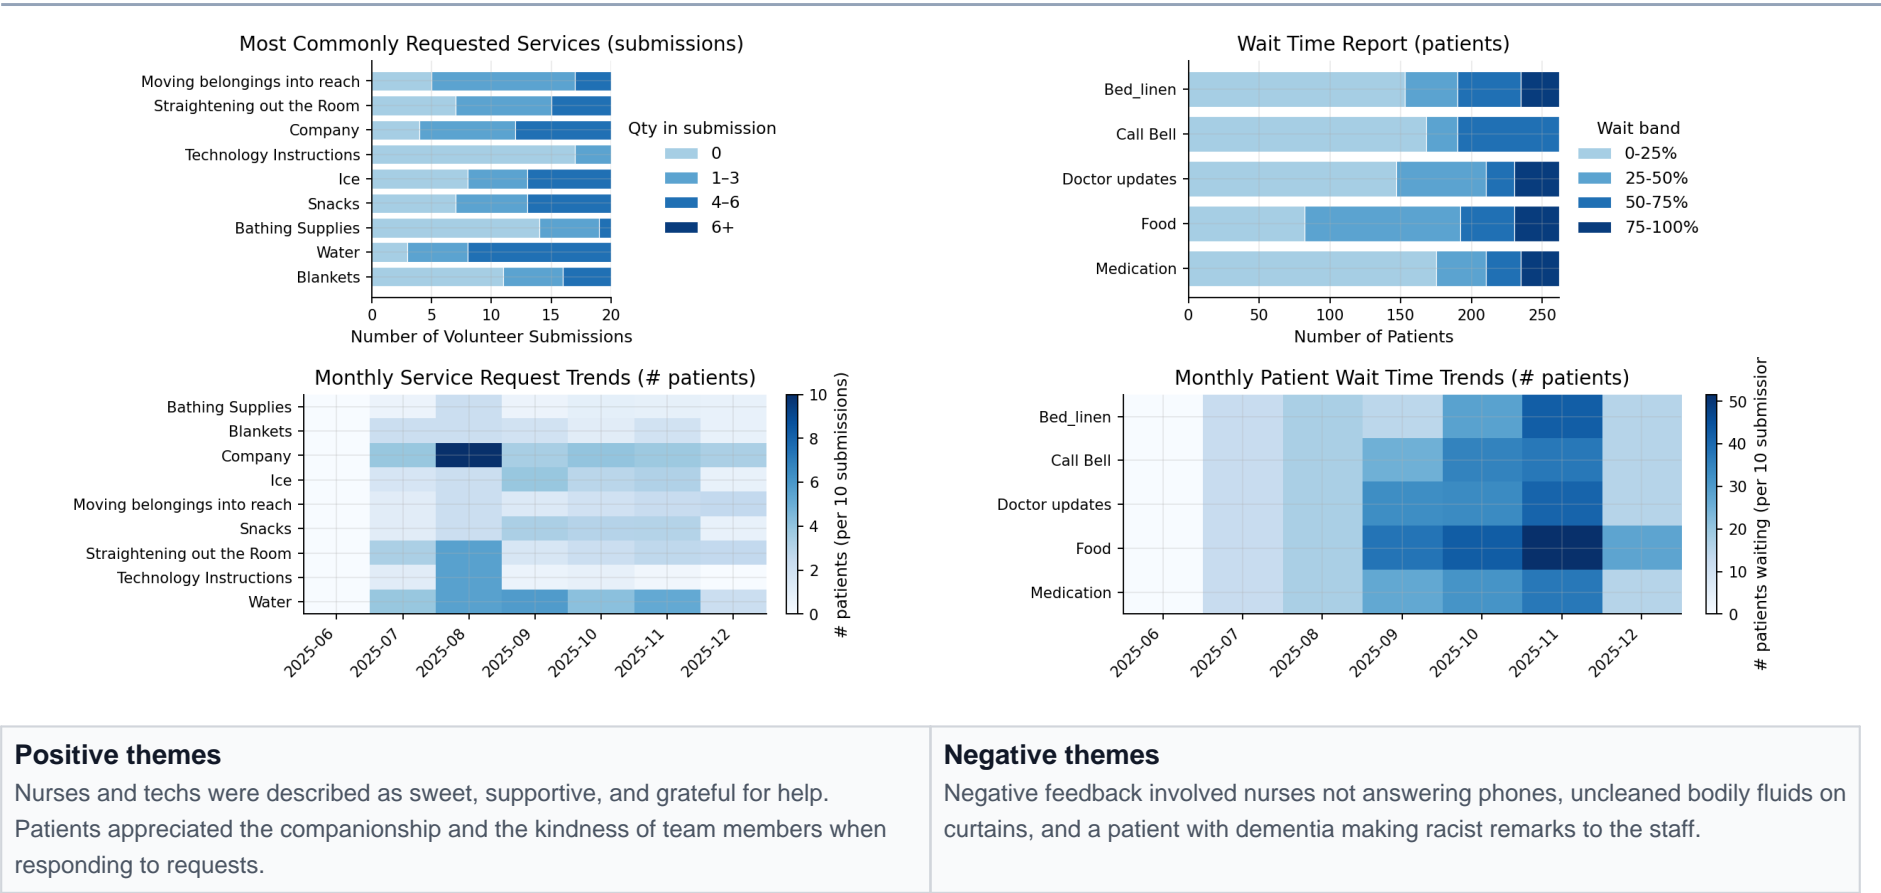 Most Commonly Requested Services (submissions)
Moving belongings into reach
Straightening out the Room
Company
Technology Instructions
Ice
Snacks
Bathing Supplies
Water
Blankets
0 5 10 15 20
Number of Volunteer Submissions
Qty in submission
0
1–3
4–6
6+
Wait Time Report (patients)
Bed_linen
Call Bell
Doctor updates
Food
Medication
0 50 100 150 200 250
Number of Patients
Wait band
0-25%
25-50%
50-75%
75-100%
Monthly Service Request Trends (# patients)
Bathing Supplies
Blankets
Company
Ice
Moving belongings into reach
Snacks
Straightening out the Room
Technology Instructions
Water
2025-06 2025-07 2025-08 2025-09 2025-10 2025-11 2025-12
10
8
6
4
2
0
# patients (per 10 submissions)
Monthly Patient Wait Time Trends (# patients)
Bed_linen
Call Bell
Doctor updates
Food
Medication
2025-06 2025-07 2025-08 2025-09 2025-10 2025-11 2025-12
50
40
30
20
10
0
# patients waiting (per 10 submission
Positive themes
Nurses and techs were described as sweet, supportive, and grateful for help.
Patients appreciated the companionship and the kindness of team members when
responding to requests.
Negative themes
Negative feedback involved nurses not answering phones, uncleaned bodily fluids on
curtains, and a patient with dementia making racist remarks to the staff.